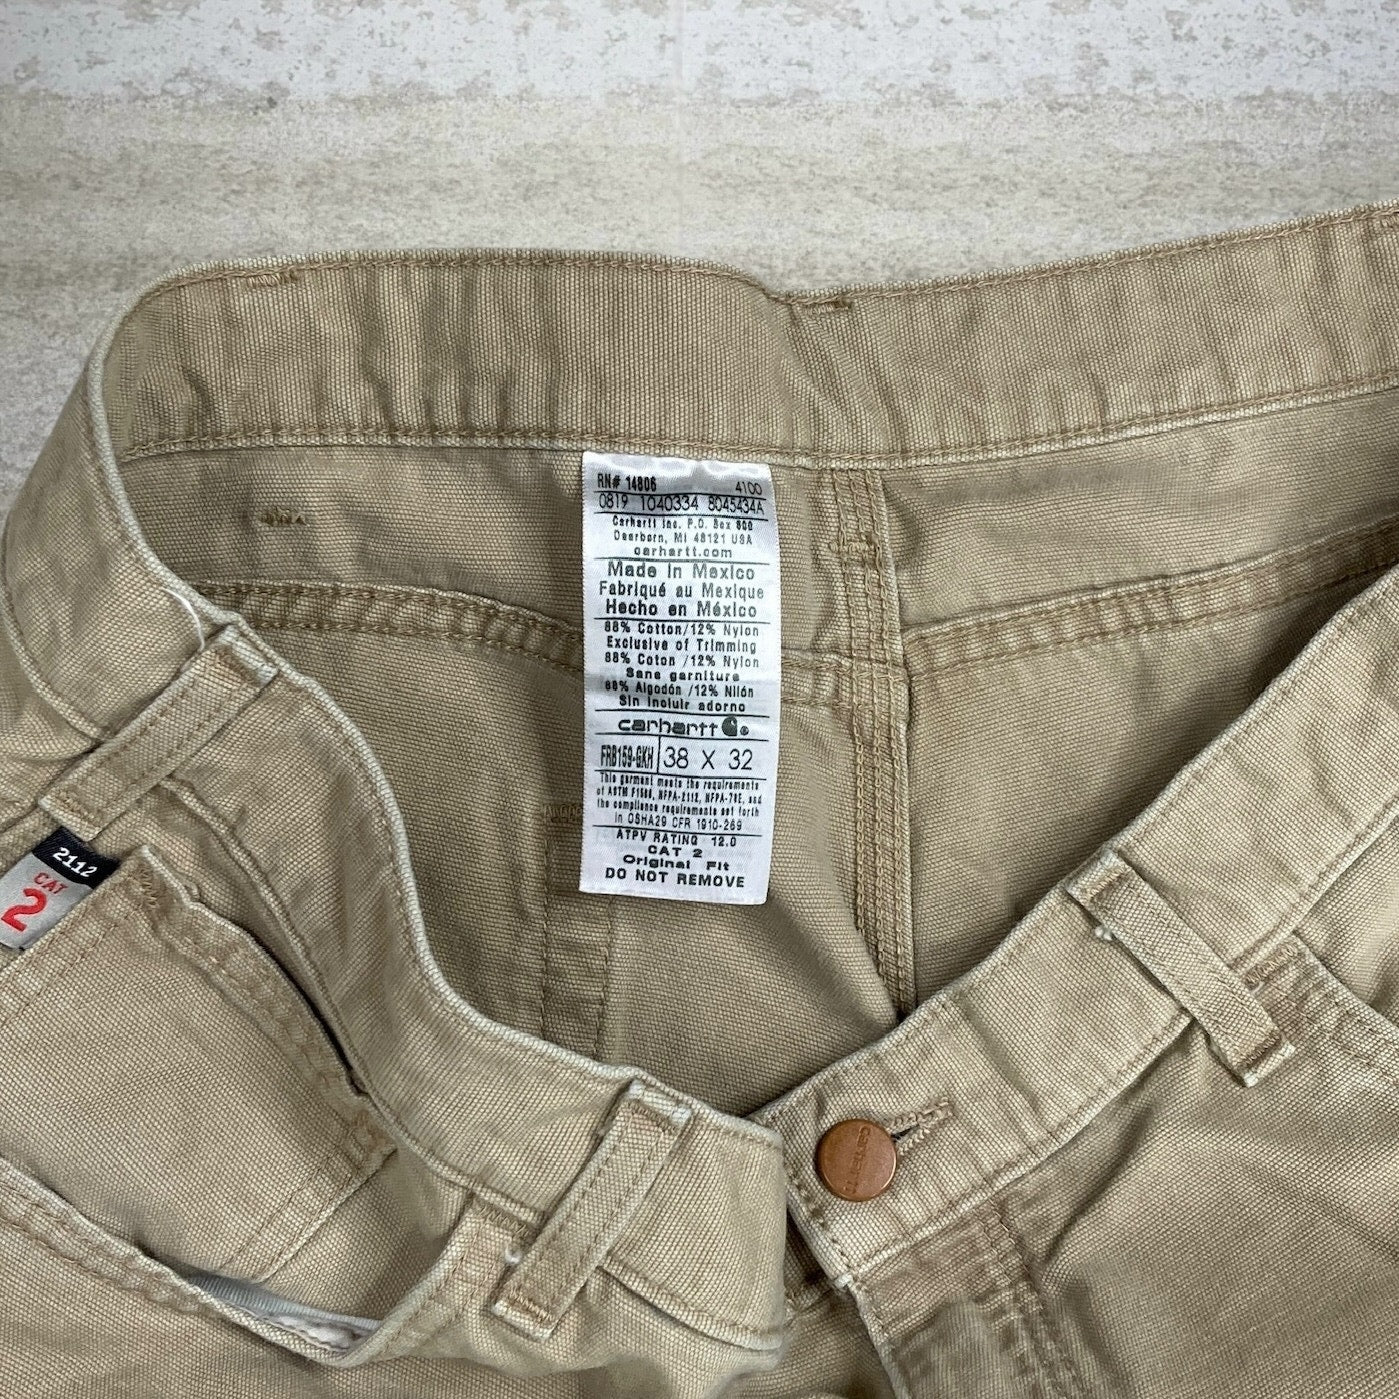 RN# 14806 4100
0819 1040334 8045434A
Carhartt Inc. P.O. Box 600
Dearborn, MI 48121 USA
carhartt.com
Made in Mexico
Fabriqué au Mexique
Hecho en México
88% Cotton/12% Nylon
Exclusive of Trimming
88% Coton /12% Nylon
Sans garniture
88% Algodón /12% Nilón
Sin incluir adorno
carhartt ®
FRB159-GKH 38 X 32
This garment meets the requirements
of ASTM F1506, NFPA-2112, NFPA-70E, and
the compliance requirements set forth
in OSHA29 CFR 1910-269
ATPV RATING 12.0
CAT 2
Original Fit
DO NOT REMOVE
2112
CAT
2
carhartt